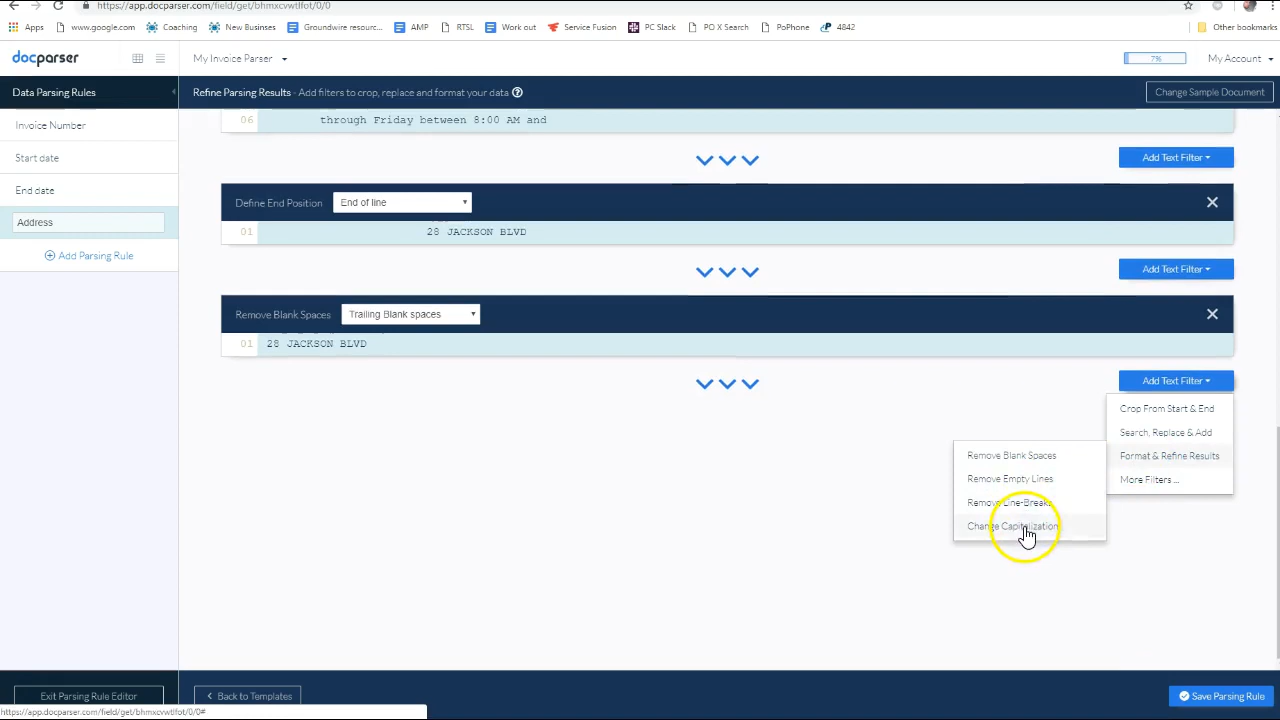 https://app.docparser.com/field/get/bhmxcvwtlfot/0/0
Apps
www.google.com
Coaching
New Businses
Groundwire resourc...
AMP
RTSL
Work out
Service Fusion
PC Slack
PO X Search
PoPhone
4842
Other bookmarks
docparser
My Invoice Parser
7%
My Account
Data Parsing Rules
Refine Parsing Results - Add filters to crop, replace and format your data
Change Sample Document
Invoice Number
Start date
End date
Address
Add Parsing Rule
06 through Friday between 8:00 AM and
Add Text Filter
Define End Position End of line
01 28 JACKSON BLVD
Add Text Filter
Remove Blank Spaces Trailing Blank spaces
01 28 JACKSON BLVD
Add Text Filter
Crop From Start & End
Search, Replace & Add
Format & Refine Results
More Filters ...
Remove Blank Spaces
Remove Empty Lines
Remove Line-Breaks
Change Capitalization
Exit Parsing Rule Editor
Back to Templates
Save Parsing Rule
https://app.docparser.com/field/get/bhmxcvwtlfot/0/0#